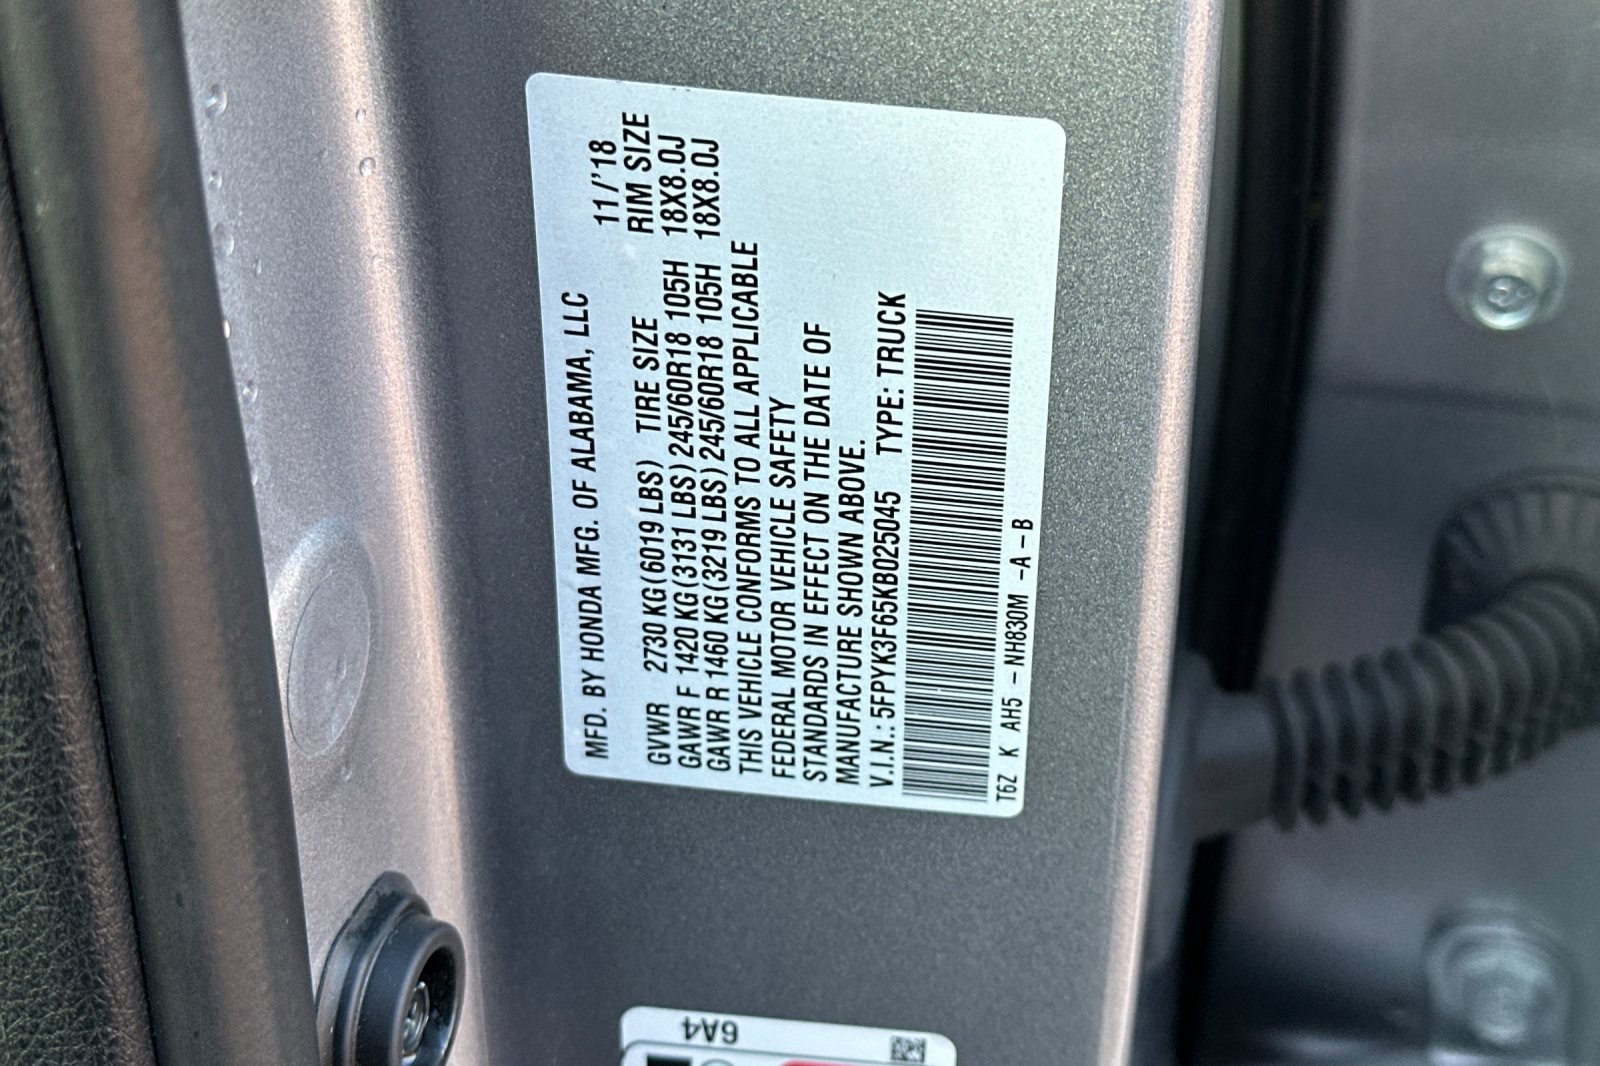 MFD. BY HONDA MFG. OF ALABAMA, LLC 11/'18
GVWR 2730 KG(6019 LBS) TIRE SIZE RIM SIZE
GAWR F 1420 KG(3131 LBS) 245/60R18 105H 18X8.0J
GAWR R 1460 KG(3219 LBS) 245/60R18 105H 18X8.0J
THIS VEHICLE CONFORMS TO ALL APPLICABLE
FEDERAL MOTOR VEHICLE SAFETY
STANDARDS IN EFFECT ON THE DATE OF
MANUFACTURE SHOWN ABOVE.
V.I.N.: 5FPYK3F65KB025045 TYPE: TRUCK
T6Z K AH5 - NH830M -A-B
6A4